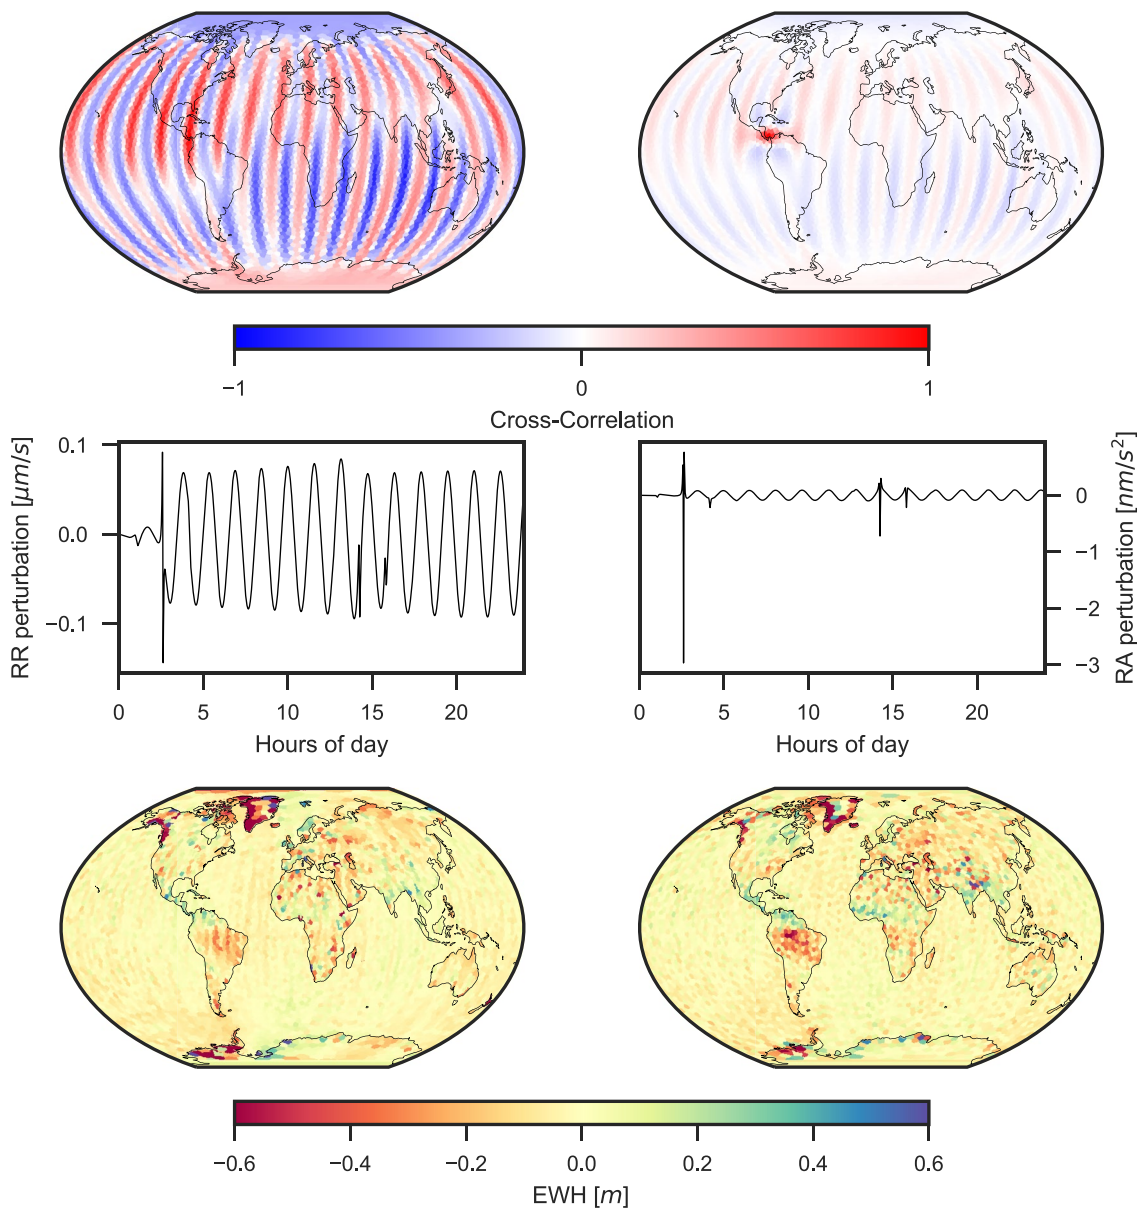 −1 0 1
Cross-Correlation
RR perturbation [μm/s]
0.1
0.0
−0.1
0 5 10 15 20
Hours of day
RA perturbation [nm/s²]
0
−1
−2
−3
0 5 10 15 20
Hours of day
−0.6 −0.4 −0.2 0.0 0.2 0.4 0.6
EWH [m]